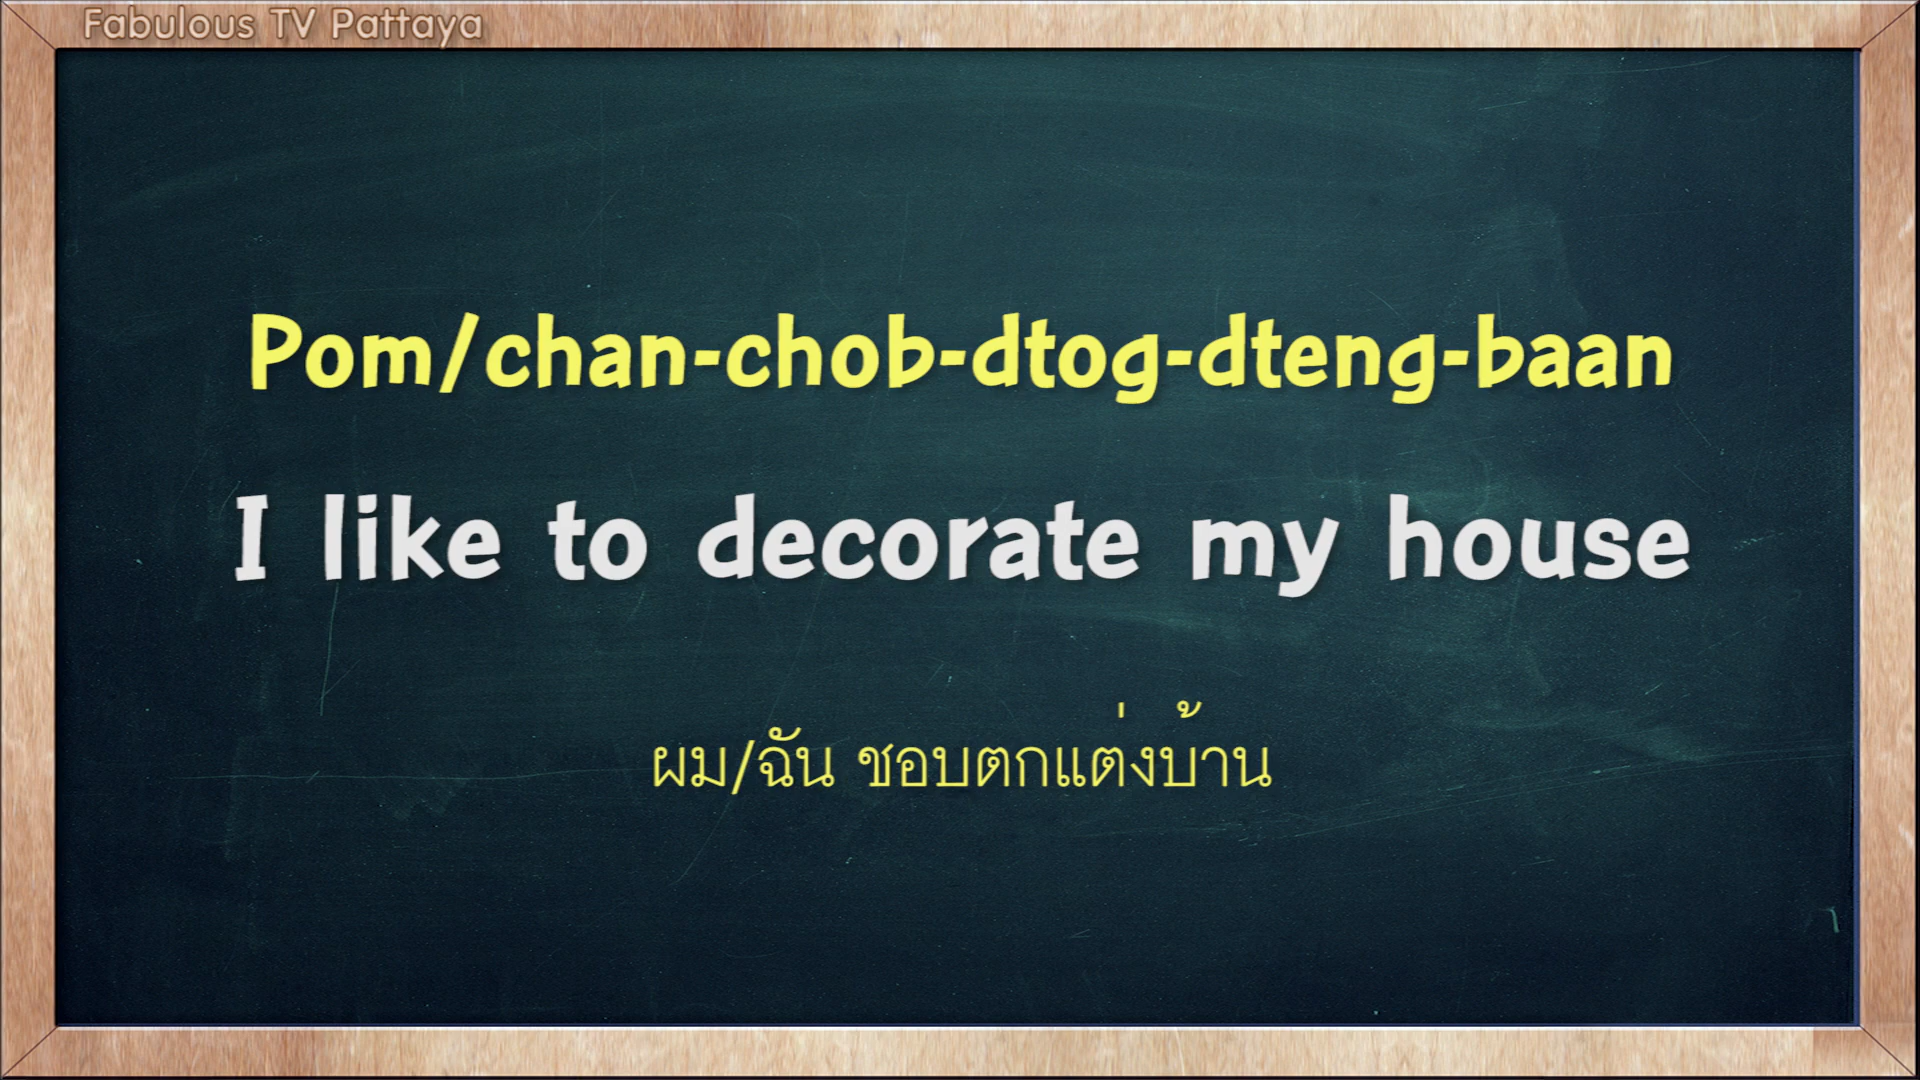 Fabulous TV Pattaya
Pom/chan-chob-dtog-dteng-baan
I like to decorate my house
ผม/ฉัน ชอบตกแต่งบ้าน